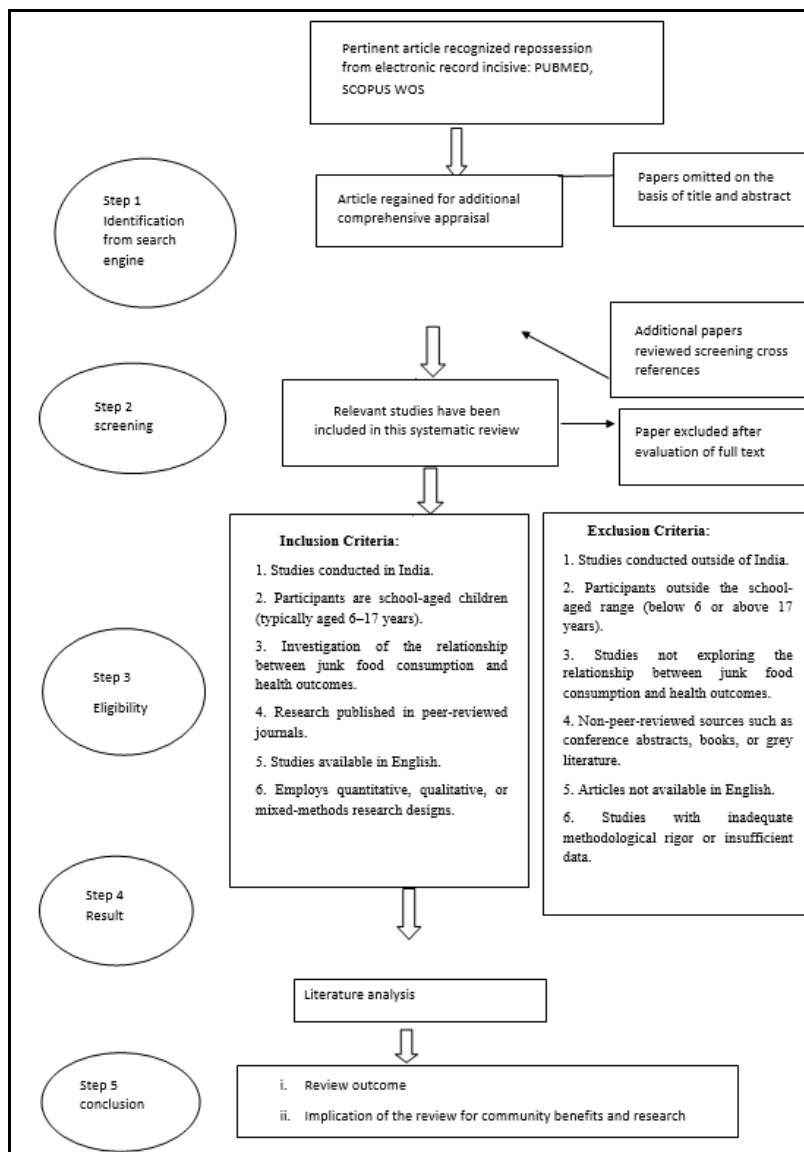 Pertinent article recognized repossession
from electronic record incisive: PUBMED,
SCOPUS WOS
Step 1
Identification
from search
engine
Article regained for additional
comprehensive appraisal
Papers omitted on the
basis of title and abstract
Additional papers
reviewed screening cross
references
Step 2
screening
Relevant studies have been
included in this systematic review
Paper excluded after
evaluation of full text
Step 3
Eligibility
Inclusion Criteria:
1. Studies conducted in India.
2. Participants are school-aged children
(typically aged 6–17 years).
3. Investigation of the relationship
between junk food consumption and
health outcomes.
4. Research published in peer-reviewed
journals.
5. Studies available in English.
6. Employs quantitative, qualitative, or
mixed-methods research designs.
Exclusion Criteria:
1. Studies conducted outside of India.
2. Participants outside the school-
aged range (below 6 or above 17
years).
3. Studies not exploring the
relationship between junk food
consumption and health outcomes.
4. Non-peer-reviewed sources such as
conference abstracts, books, or grey
literature.
5. Articles not available in English.
6. Studies with inadequate
methodological rigor or insufficient
data.
Step 4
Result
Literature analysis
Step 5
conclusion
i. Review outcome
ii. Implication of the review for community benefits and research